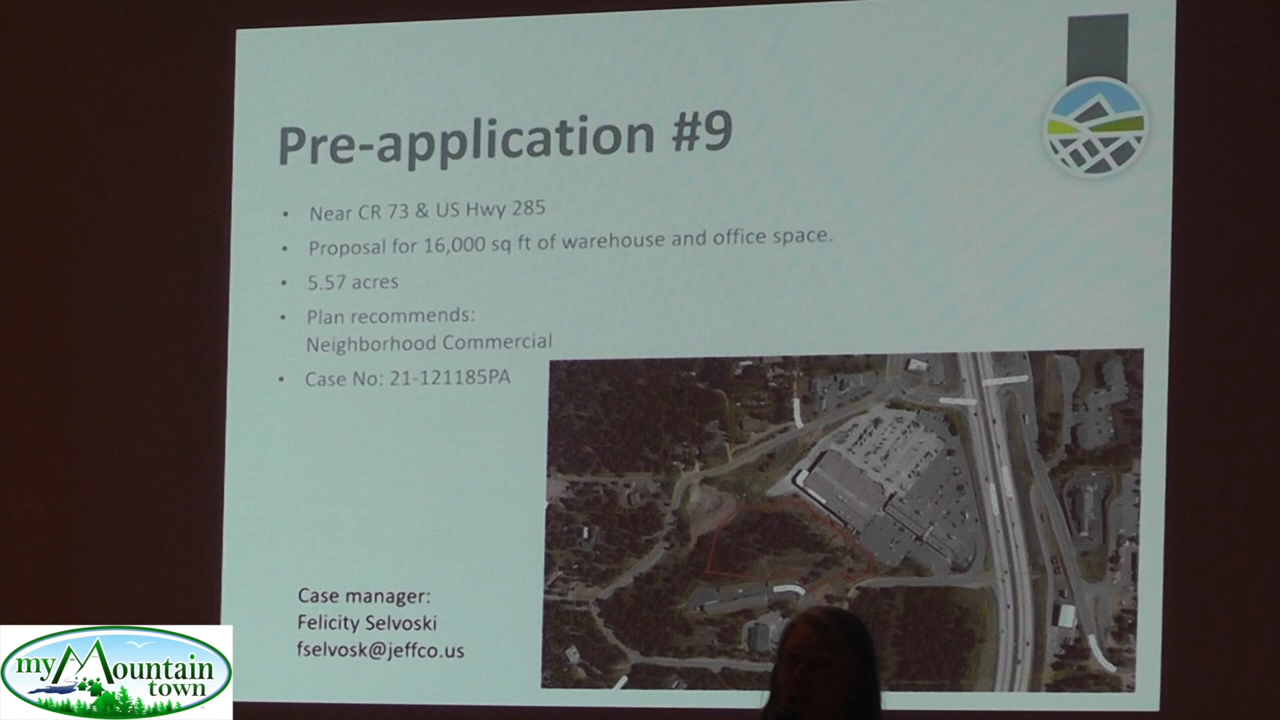 Pre-application #9
• Near CR 73 & US Hwy 285
• Proposal for 16,000 sq ft of warehouse and office space.
• 5.57 acres
• Plan recommends:
Neighborhood Commercial
• Case No: 21-121185PA
Case manager:
Felicity Selvoski
fselvosk@jeffco.us
my Mountain
town